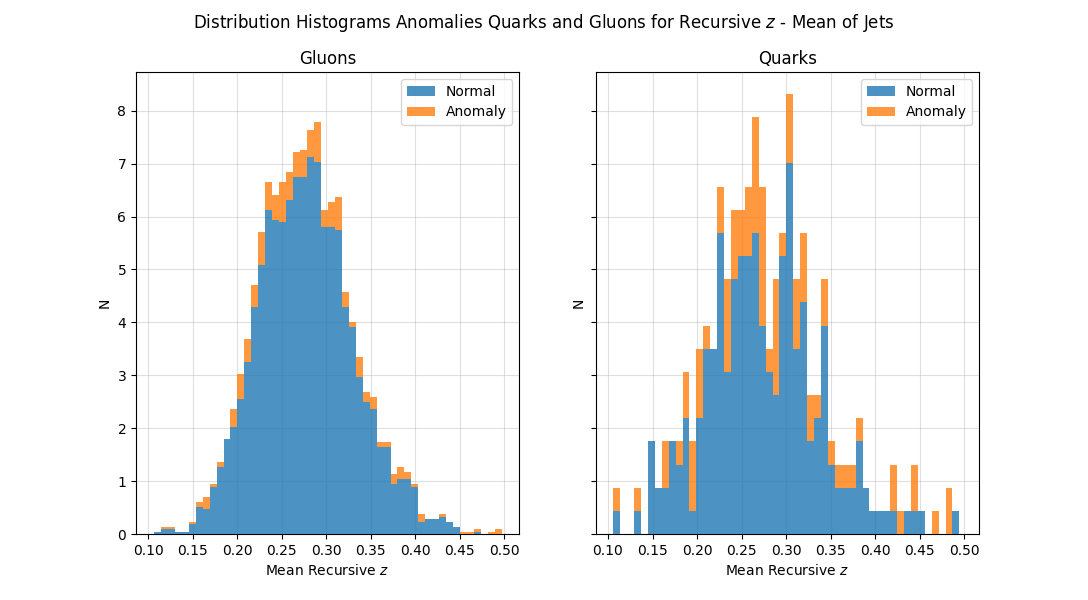 Distribution Histograms Anomalies Quarks and Gluons for Recursive z - Mean of Jets
Gluons
Normal
Anomaly
N
8
7
6
5
4
3
2
1
0
0.10 0.15 0.20 0.25 0.30 0.35 0.40 0.45 0.50
Mean Recursive z
Quarks
Normal
Anomaly
N
0.10 0.15 0.20 0.25 0.30 0.35 0.40 0.45 0.50
Mean Recursive z